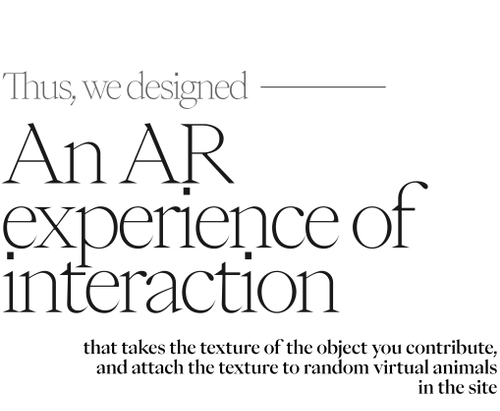 Thus, we designed
An AR
experience of
interaction
that takes the texture of the object you contribute,
and attach the texture to random virtual animals
in the site